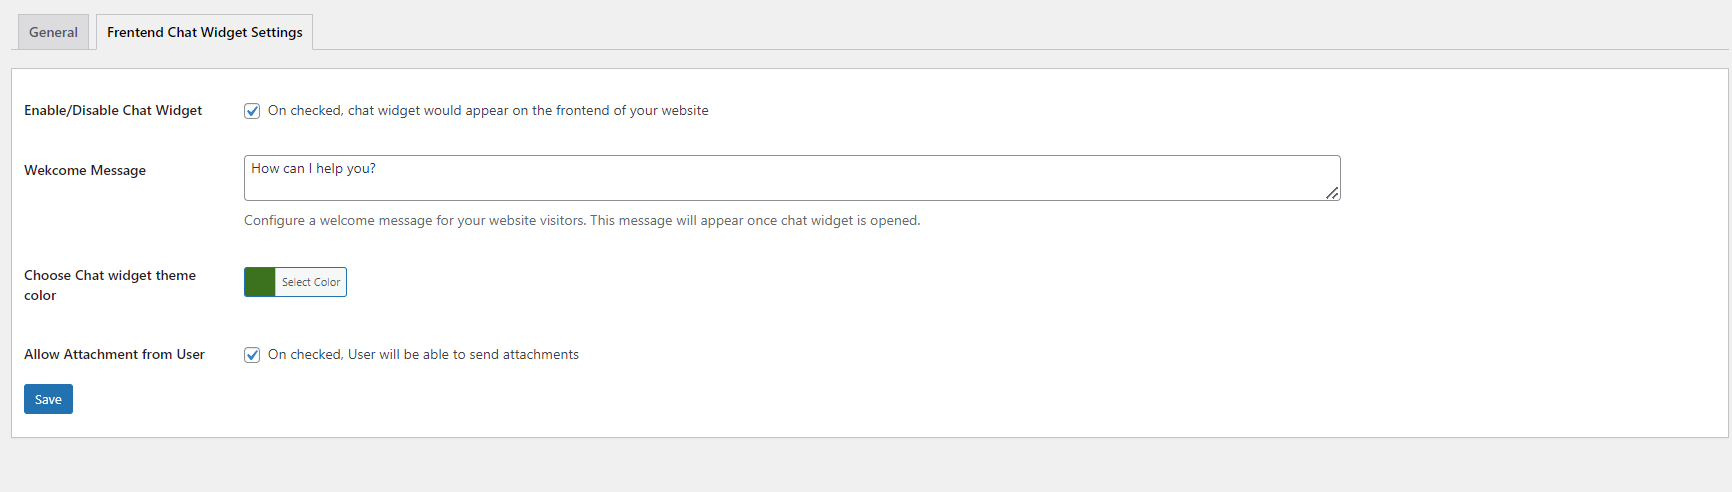 General
Frentend Chat Widget Settings
Enable/Disable Chat Widget
On checked, chat widget would appear on the frontend of your website
Wekcome Message
How can I help you?
Configure a welcome message for your website visitors. This message will appear once chat widget is opened.
Choose Chat widget theme
color
Select Color
Allow Attachment from User
On checked, User will be able to send attachments
Save